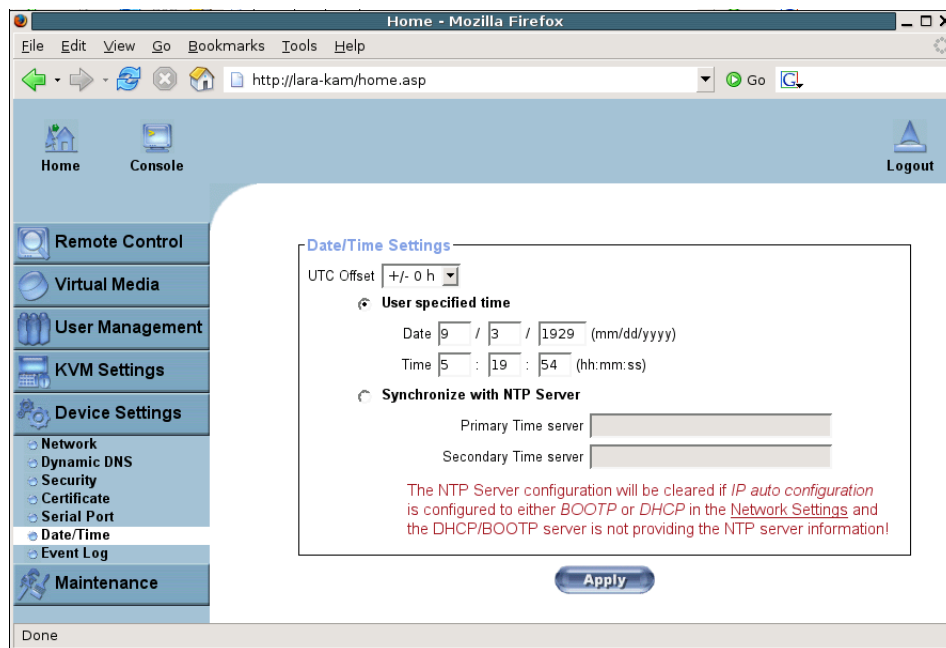 Home - Mozilla Firefox
File Edit View Go Bookmarks Tools Help
http://lara-kam/home.asp Go G
Home Console Logout
Remote Control
Virtual Media
User Management
KVM Settings
Device Settings
Network
Dynamic DNS
Security
Certificate
Serial Port
Date/Time
Event Log
Maintenance
Date/Time Settings
UTC Offset +/- 0 h
User specified time
Date 9 / 3 / 1929 (mm/dd/yyyy)
Time 5 : 19 : 54 (hh:mm:ss)
Synchronize with NTP Server
Primary Time server
Secondary Time server
The NTP Server configuration will be cleared if IP auto configuration
is configured to either BOOTP or DHCP in the Network Settings and
the DHCP/BOOTP server is not providing the NTP server information!
Apply
Done